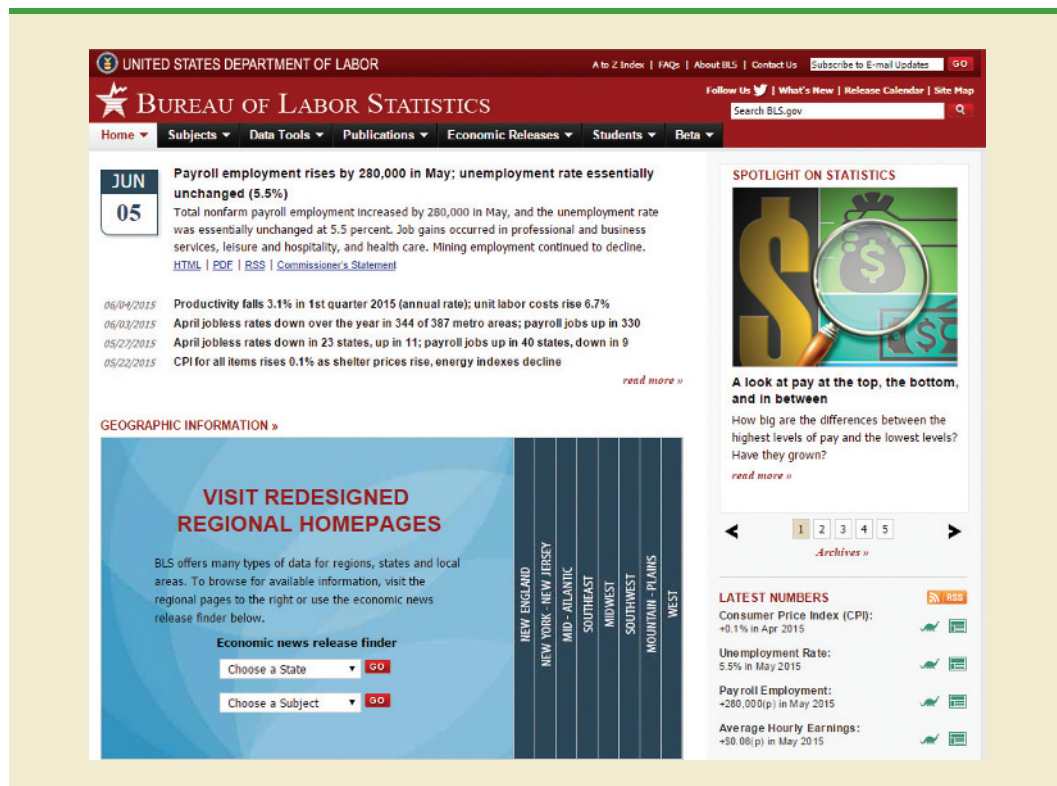 UNITED STATES DEPARTMENT OF LABOR
A to Z Index | FAQs | About BLS | Contact Us
Subscribe to E-mail Updates
GO
BUREAU OF LABOR STATISTICS
Follow Us | What's New | Release Calendar | Site Map
Search BLS.gov
Home Subjects Data Tools Publications Economic Releases Students Beta
JUN
05
Payroll employment rises by 280,000 in May; unemployment rate essentially
unchanged (5.5%)
Total nonfarm payroll employment increased by 280,000 in May, and the unemployment rate
was essentially unchanged at 5.5 percent. Job gains occurred in professional and business
services, leisure and hospitality, and health care. Mining employment continued to decline.
HTML | PDF | RSS | Commissioner's Statement
06/04/2015 Productivity falls 3.1% in 1st quarter 2015 (annual rate); unit labor costs rise 6.7%
06/03/2015 April jobless rates down over the year in 344 of 387 metro areas; payroll jobs up in 330
05/27/2015 April jobless rates down in 23 states, up in 11; payroll jobs up in 40 states, down in 9
05/22/2015 CPI for all items rises 0.1% as shelter prices rise, energy indexes decline
read more »
GEOGRAPHIC INFORMATION »
VISIT REDESIGNED
REGIONAL HOMEPAGES
BLS offers many types of data for regions, states and local
areas. To browse for available information, visit the
regional pages to the right or use the economic news
release finder below.
Economic news release finder
Choose a State
GO
Choose a Subject
GO
NEW ENGLAND
NEW YORK - NEW JERSEY
MID - ATLANTIC
SOUTHEAST
MIDWEST
SOUTHWEST
MOUNTAIN - PLAINS
WEST
SPOTLIGHT ON STATISTICS
A look at pay at the top, the bottom,
and in between
How big are the differences between the
highest levels of pay and the lowest levels?
Have they grown?
read more »
1 2 3 4 5
Archives »
LATEST NUMBERS
RSS
Consumer Price Index (CPI):
+0.1% in Apr 2015
Unemployment Rate:
5.5% in May 2015
Payroll Employment:
+280,000(p) in May 2015
Average Hourly Earnings:
+$0.08(p) in May 2015